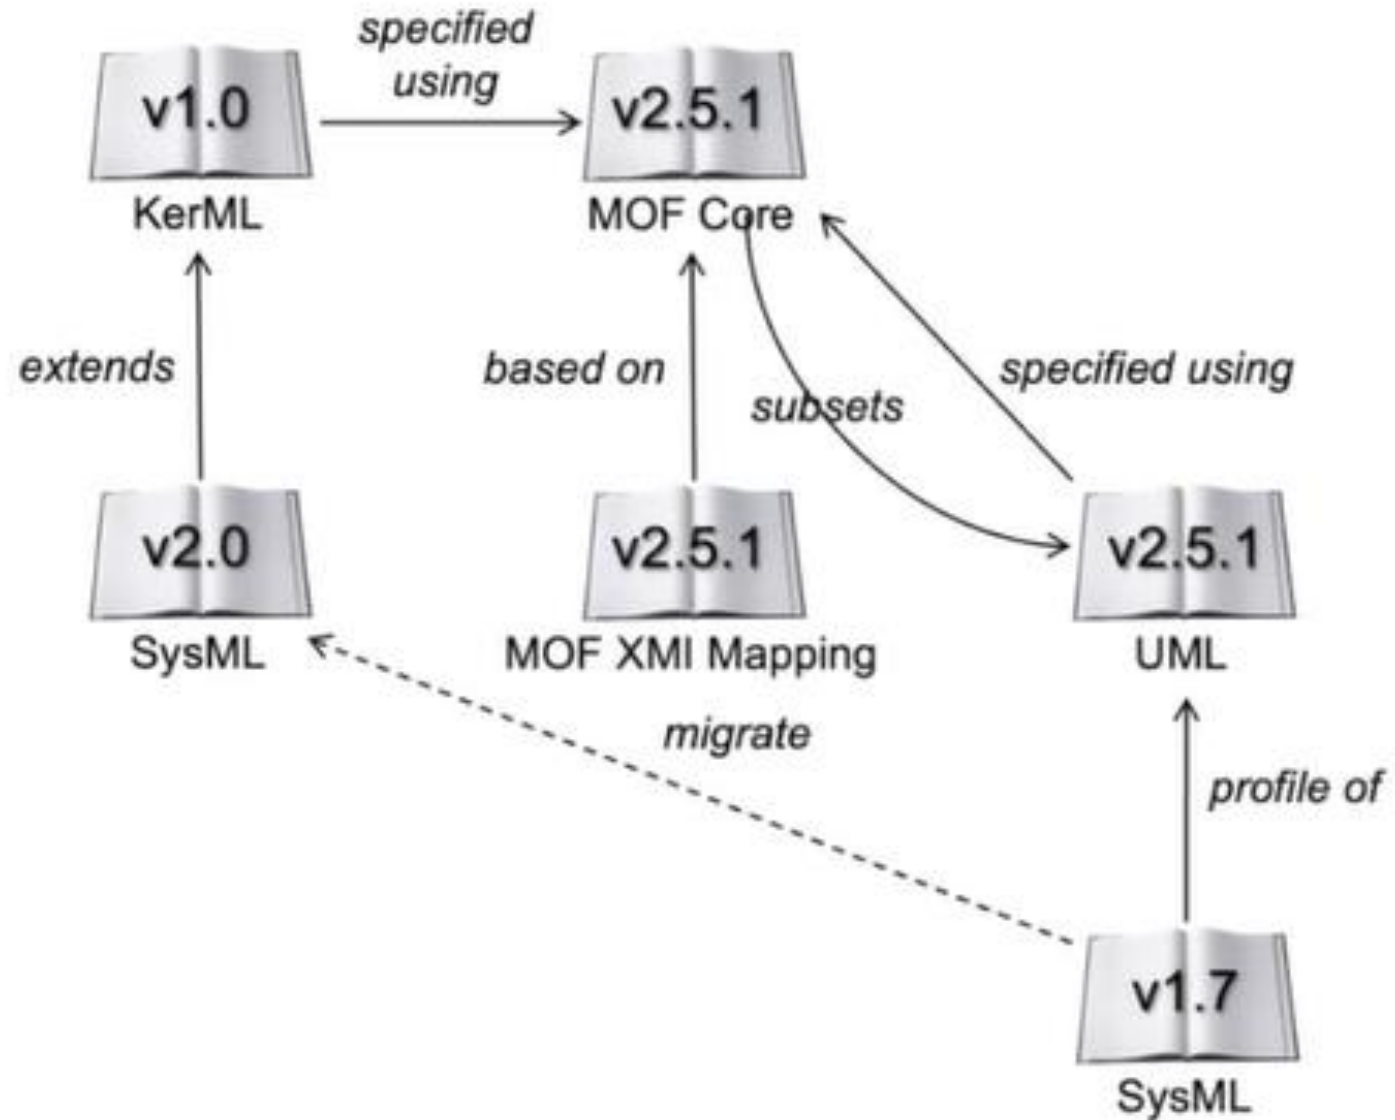 specified
using
v1.0
v2.5.1
KerML
MOF Core
extends
based on
subsets
specified using
v2.0
v2.5.1
v2.5.1
SysML
MOF XMI Mapping
UML
migrate
profile of
v1.7
SysML